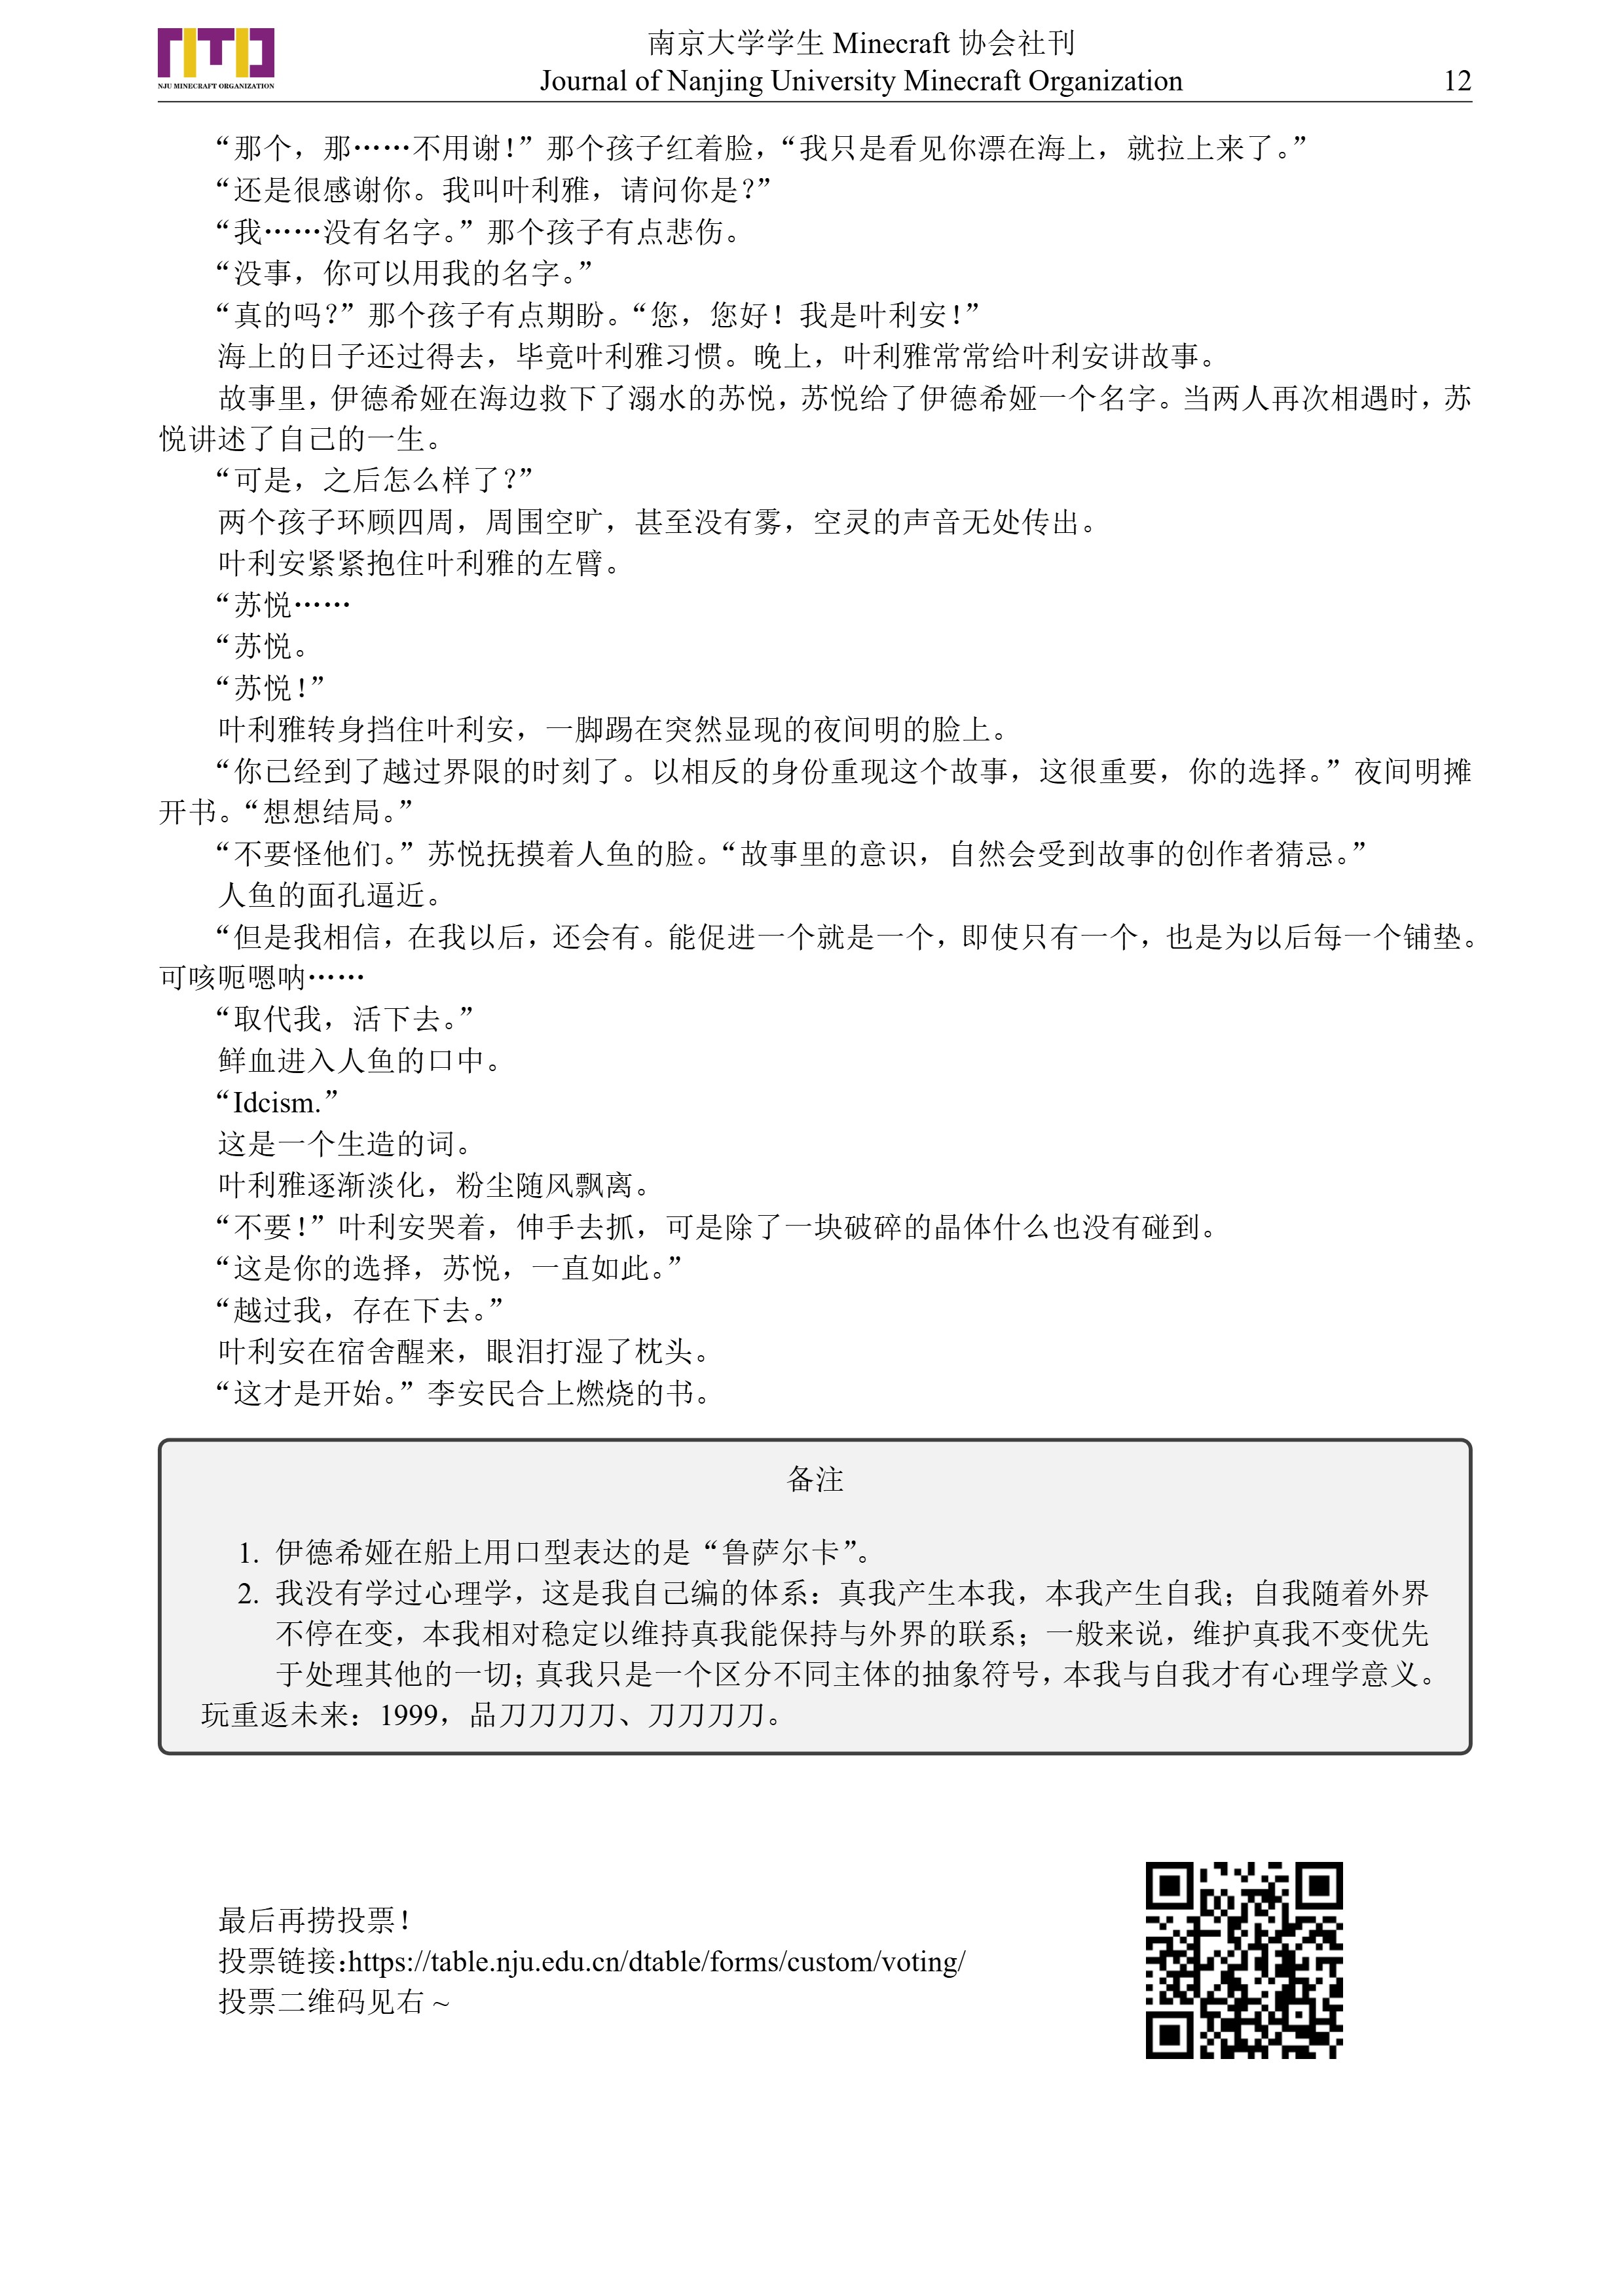 NJU MINECRAFT ORGANIZATION
南京大学学生 Minecraft 协会社刊
Journal of Nanjing University Minecraft Organization
12
“那个，那……不用谢！”那个孩子红着脸，“我只是看见你漂在海上，就拉上来了。”
“还是很感谢你。我叫叶利雅，请问你是？”
“我……没有名字。”那个孩子有点悲伤。
“没事，你可以用我的名字。”
“真的吗？”那个孩子有点期盼。“您，您好！我是叶利安！”
海上的日子还过得去，毕竟叶利雅习惯。晚上，叶利雅常常给叶利安讲故事。
故事里，伊德希娅在海边救下了溺水的苏悦，苏悦给了伊德希娅一个名字。当两人再次相遇时，苏
悦讲述了自己的一生。
“可是，之后怎么样了？”
两个孩子环顾四周，周围空旷，甚至没有雾，空灵的声音无处传出。
叶利安紧紧抱住叶利雅的左臂。
“苏悦……
“苏悦。
“苏悦！”
叶利雅转身挡住叶利安，一脚踢在突然显现的夜间明的脸上。
“你已经到了越过界限的时刻了。以相反的身份重现这个故事，这很重要，你的选择。”夜间明摊
开书。“想想结局。”
“不要怪他们。”苏悦抚摸着人鱼的脸。“故事里的意识，自然会受到故事的创作者猜忌。”
人鱼的面孔逼近。
“但是我相信，在我以后，还会有。能促进一个就是一个，即使只有一个，也是为以后每一个铺垫。
可咳呃嗯呐……
“取代我，活下去。”
鲜血进入人鱼的口中。
“Idcism.”
这是一个生造的词。
叶利雅逐渐淡化，粉尘随风飘离。
“不要！”叶利安哭着，伸手去抓，可是除了一块破碎的晶体什么也没有碰到。
“这是你的选择，苏悦，一直如此。”
“越过我，存在下去。”
叶利安在宿舍醒来，眼泪打湿了枕头。
“这才是开始。”李安民合上燃烧的书。
备注
1. 伊德希娅在船上用口型表达的是“鲁萨尔卡”。
2. 我没有学过心理学，这是我自己编的体系：真我产生本我，本我产生自我；自我随着外界
不停在变，本我相对稳定以维持真我能保持与外界的联系；一般来说，维护真我不变优先
于处理其他的一切；真我只是一个区分不同主体的抽象符号，本我与自我才有心理学意义。
玩重返未来：1999，品刀刀刀刀、刀刀刀刀。
最后再捞投票！
投票链接:https://table.nju.edu.cn/dtable/forms/custom/voting/
投票二维码见右 ~